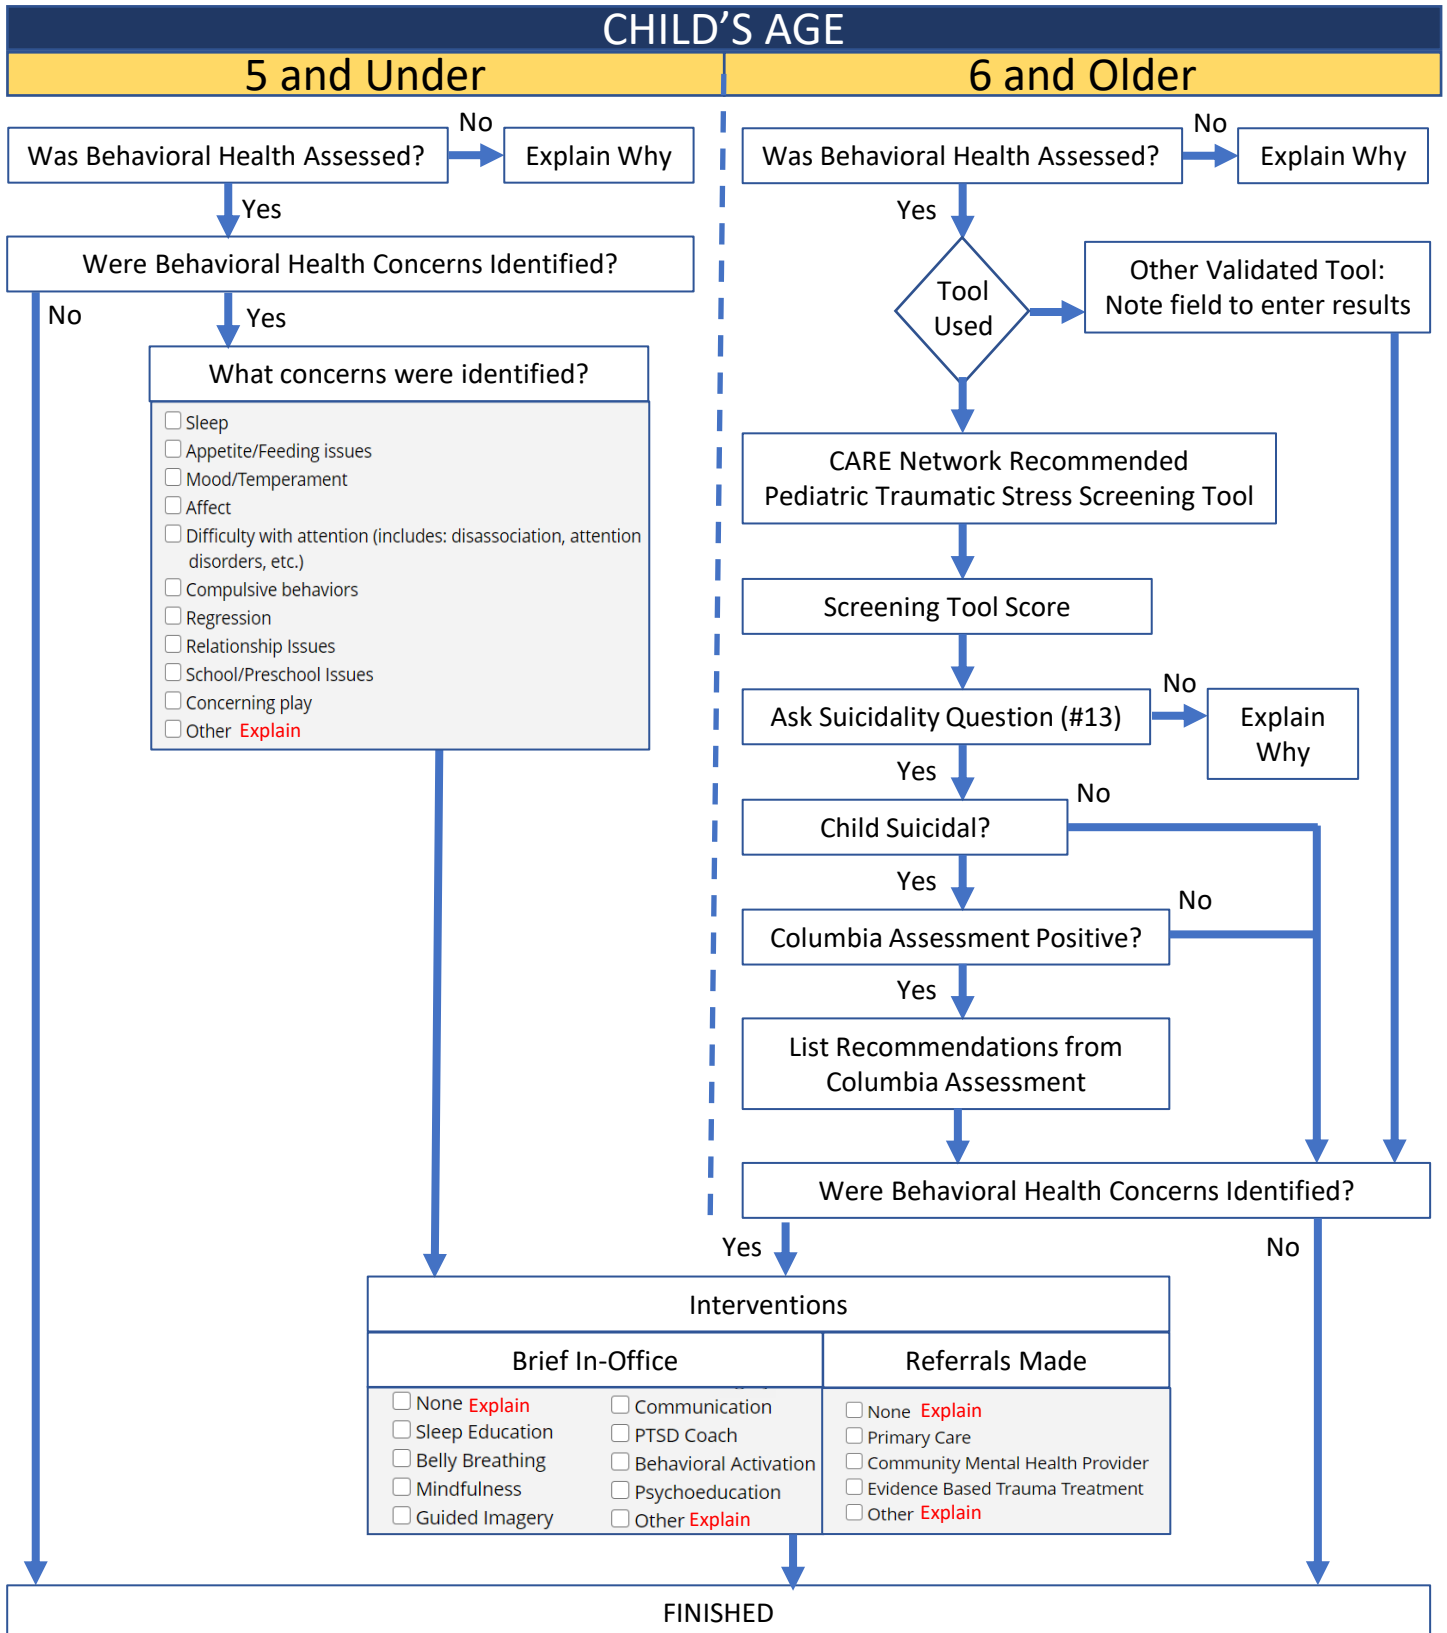 CHILD'S AGE
5 and Under
6 and Older
Was Behavioral Health Assessed?
No
Explain Why
Yes
Were Behavioral Health Concerns Identified?
No
Yes
What concerns were identified?
Sleep
Appetite/Feeding issues
Mood/Temperament
Affect
Difficulty with attention (includes: disassociation, attention
disorders, etc.)
Compulsive behaviors
Regression
Relationship Issues
School/Preschool Issues
Concerning play
Other Explain
Was Behavioral Health Assessed?
No
Explain Why
Yes
Tool
Used
Other Validated Tool:
Note field to enter results
CARE Network Recommended
Pediatric Traumatic Stress Screening Tool
Screening Tool Score
Ask Suicidality Question (#13)
No
Explain
Why
Yes
Child Suicidal?
No
Yes
Columbia Assessment Positive?
No
Yes
List Recommendations from
Columbia Assessment
Were Behavioral Health Concerns Identified?
Yes
No
Interventions
Brief In-Office
None Explain
Sleep Education
Belly Breathing
Mindfulness
Guided Imagery
Communication
PTSD Coach
Behavioral Activation
Psychoeducation
Other Explain
Referrals Made
None Explain
Primary Care
Community Mental Health Provider
Evidence Based Trauma Treatment
Other Explain
FINISHED